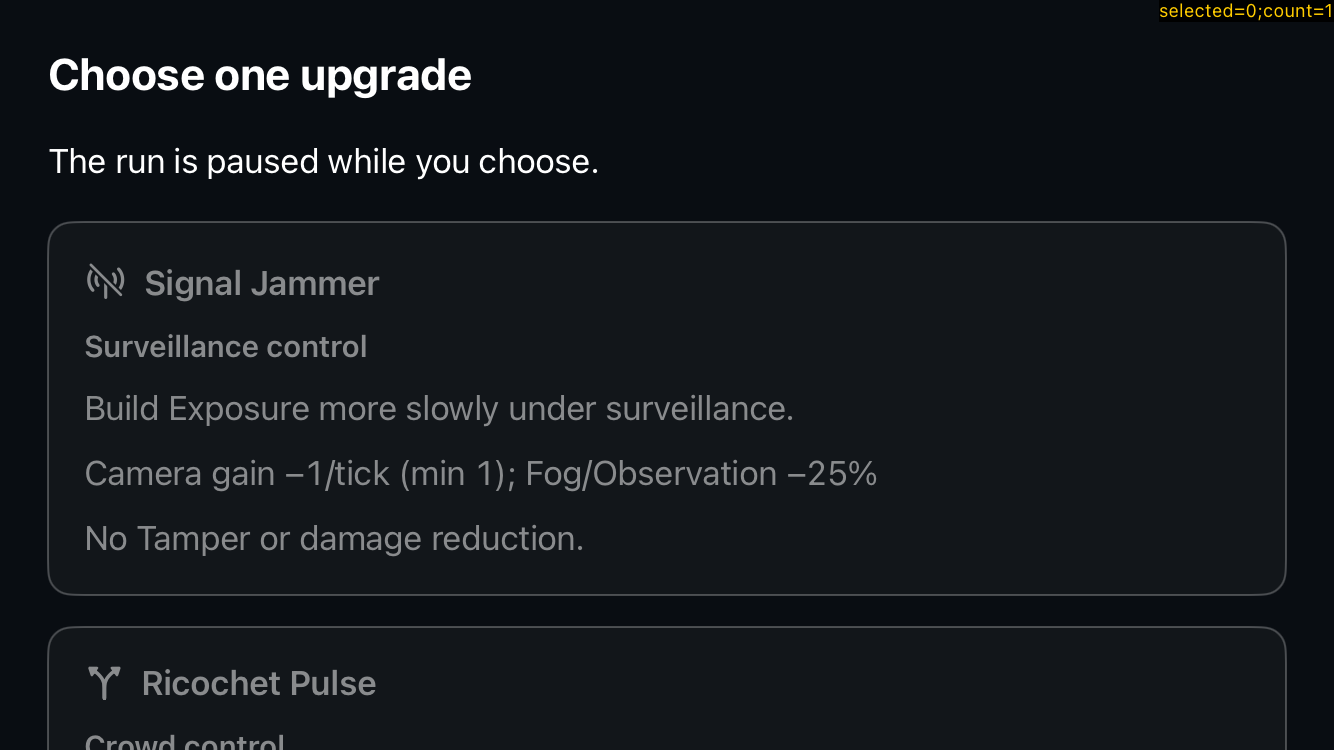 selected=0;count=1
Choose one upgrade
The run is paused while you choose.
Signal Jammer
Surveillance control
Build Exposure more slowly under surveillance.
Camera gain −1/tick (min 1); Fog/Observation −25%
No Tamper or damage reduction.
Ricochet Pulse
Crowd control